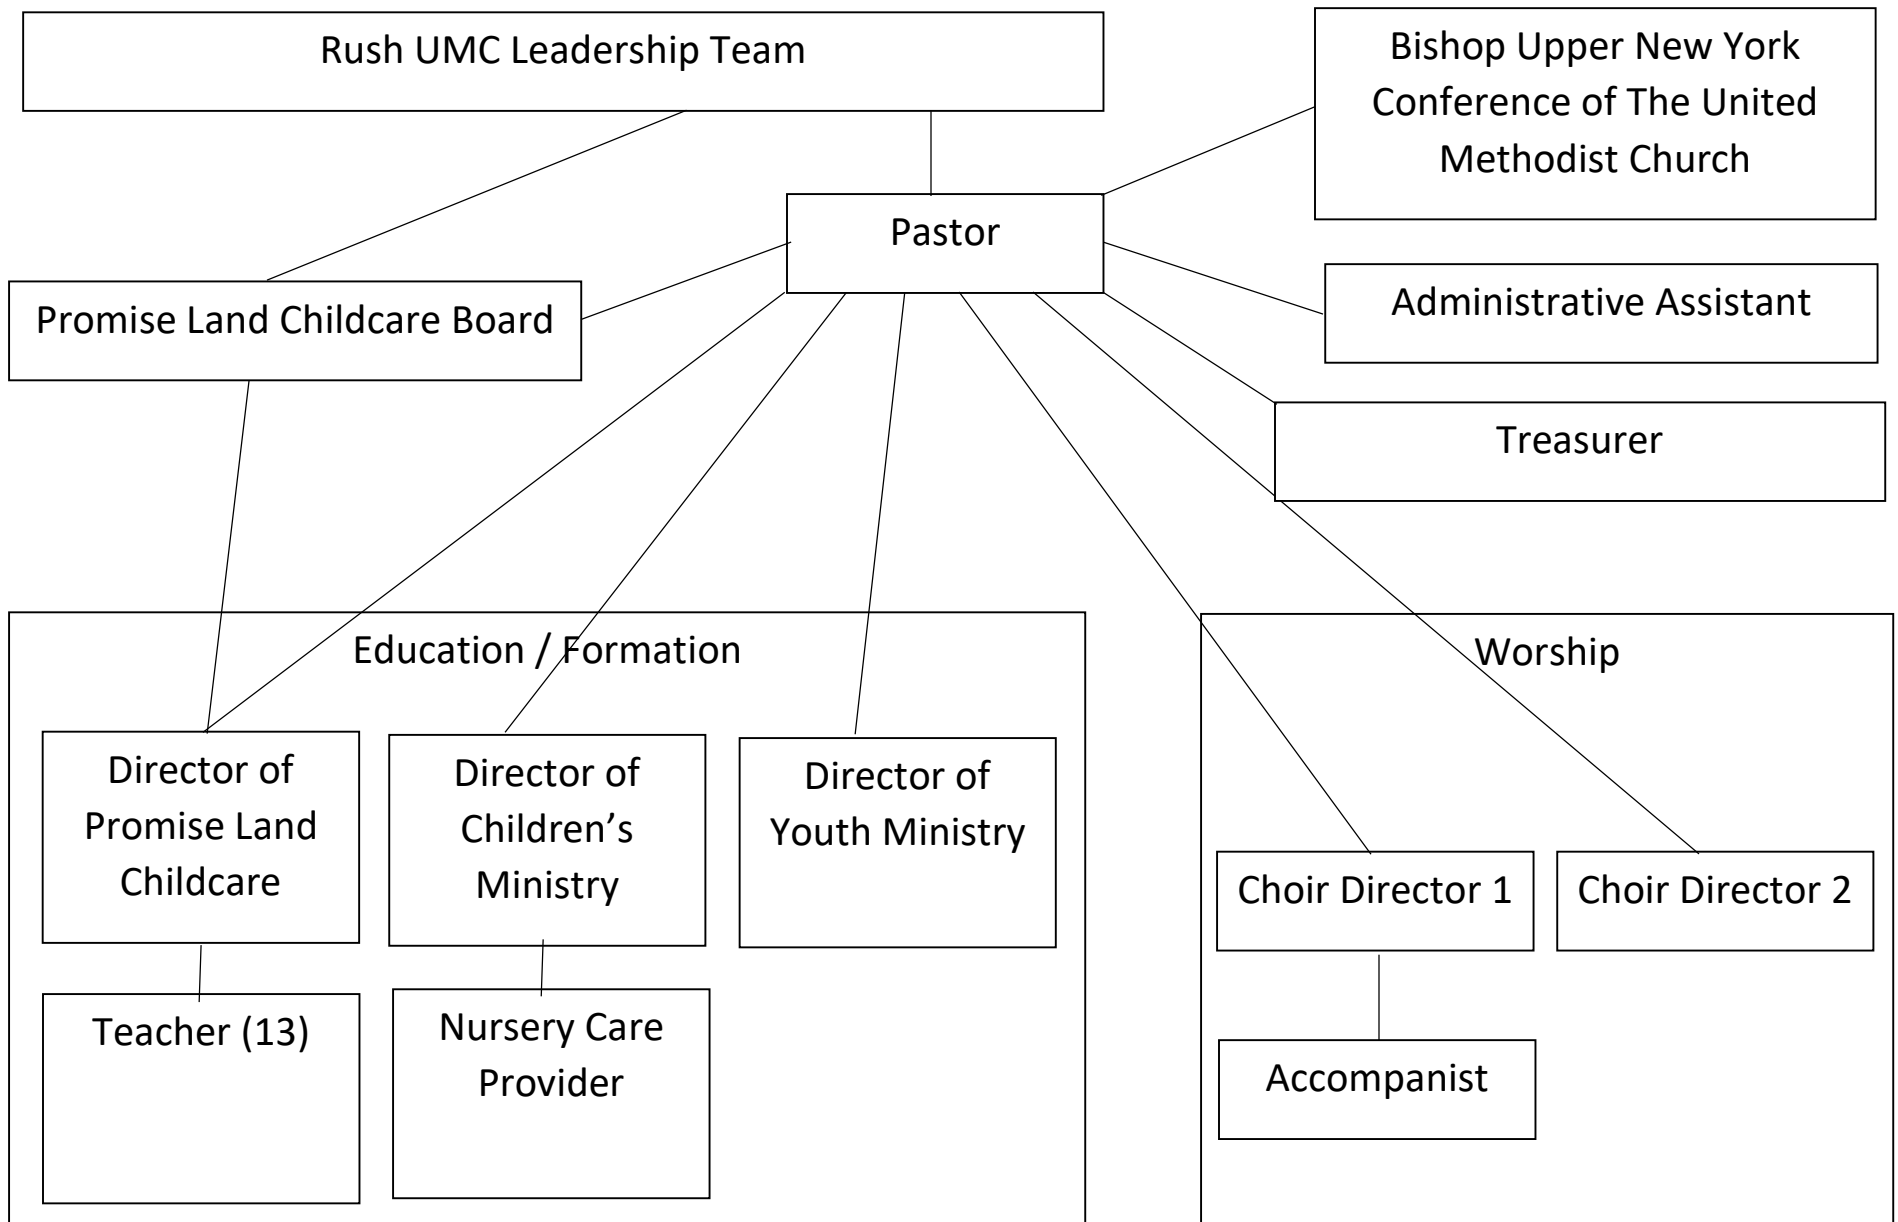 Rush UMC Leadership Team
Bishop Upper New York
Conference of The United
Methodist Church
Pastor
Administrative Assistant
Promise Land Childcare Board
Treasurer
Education / Formation
Director of
Promise Land
Childcare
Director of
Children’s
Ministry
Director of
Youth Ministry
Teacher (13)
Nursery Care
Provider
Worship
Choir Director 1
Choir Director 2
Accompanist